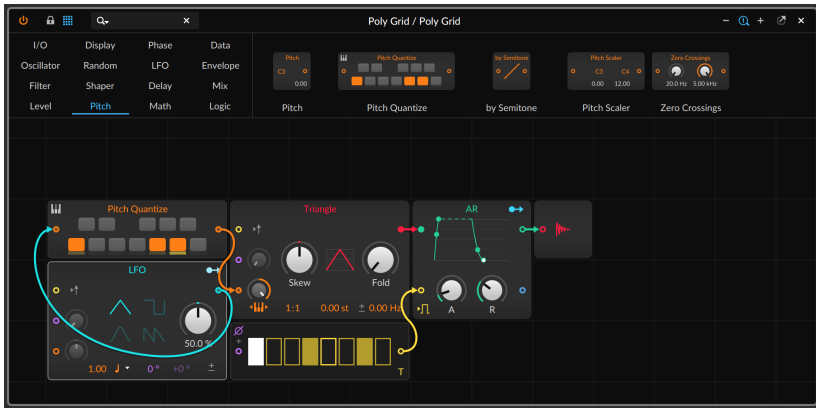 Poly Grid / Poly Grid
I/O Display Phase Data
Oscillator Random LFO Envelope
Filter Shaper Delay Mix
Level Pitch Math Logic
Pitch
C3
0.00
Pitch
Pitch Quantize
Pitch Quantize
by Semitone
by Semitone
Pitch Scaler
C3 C4
0.00 12.00
Pitch Scaler
Zero Crossings
20.0 Hz 5.00 kHz
Zero Crossings
Pitch Quantize
Triangle
Skew Fold
1:1 0.00 st ± 0.00 Hz
AR
A R
LFO
50.0 %
1.00 0° +0° ±
T